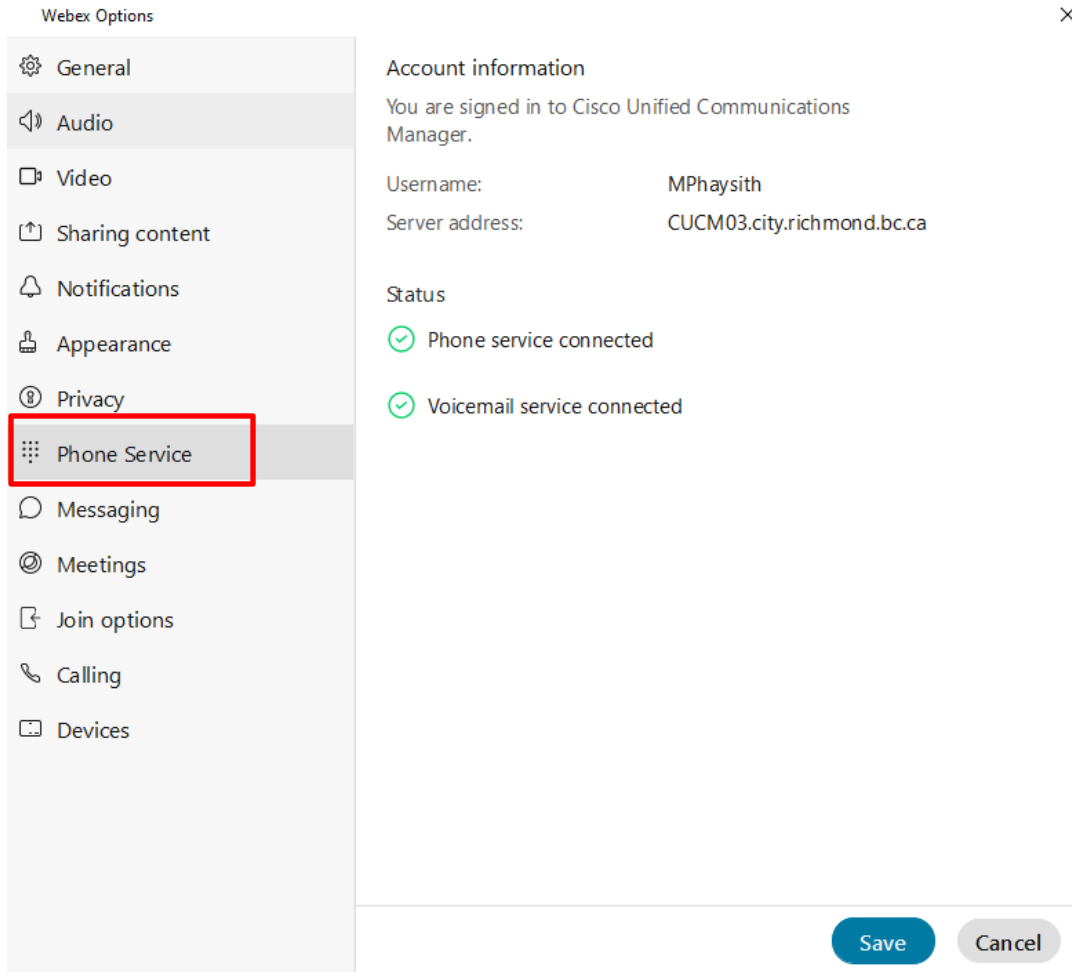 Webex Options
General
Audio
Video
Sharing content
Notifications
Appearance
Privacy
Phone Service
Messaging
Meetings
Join options
Calling
Devices
Account information
You are signed in to Cisco Unified Communications
Manager.
Username: MPhaysith
Server address: CUCM03.city.richmond.bc.ca
Status
Phone service connected
Voicemail service connected
Save Cancel